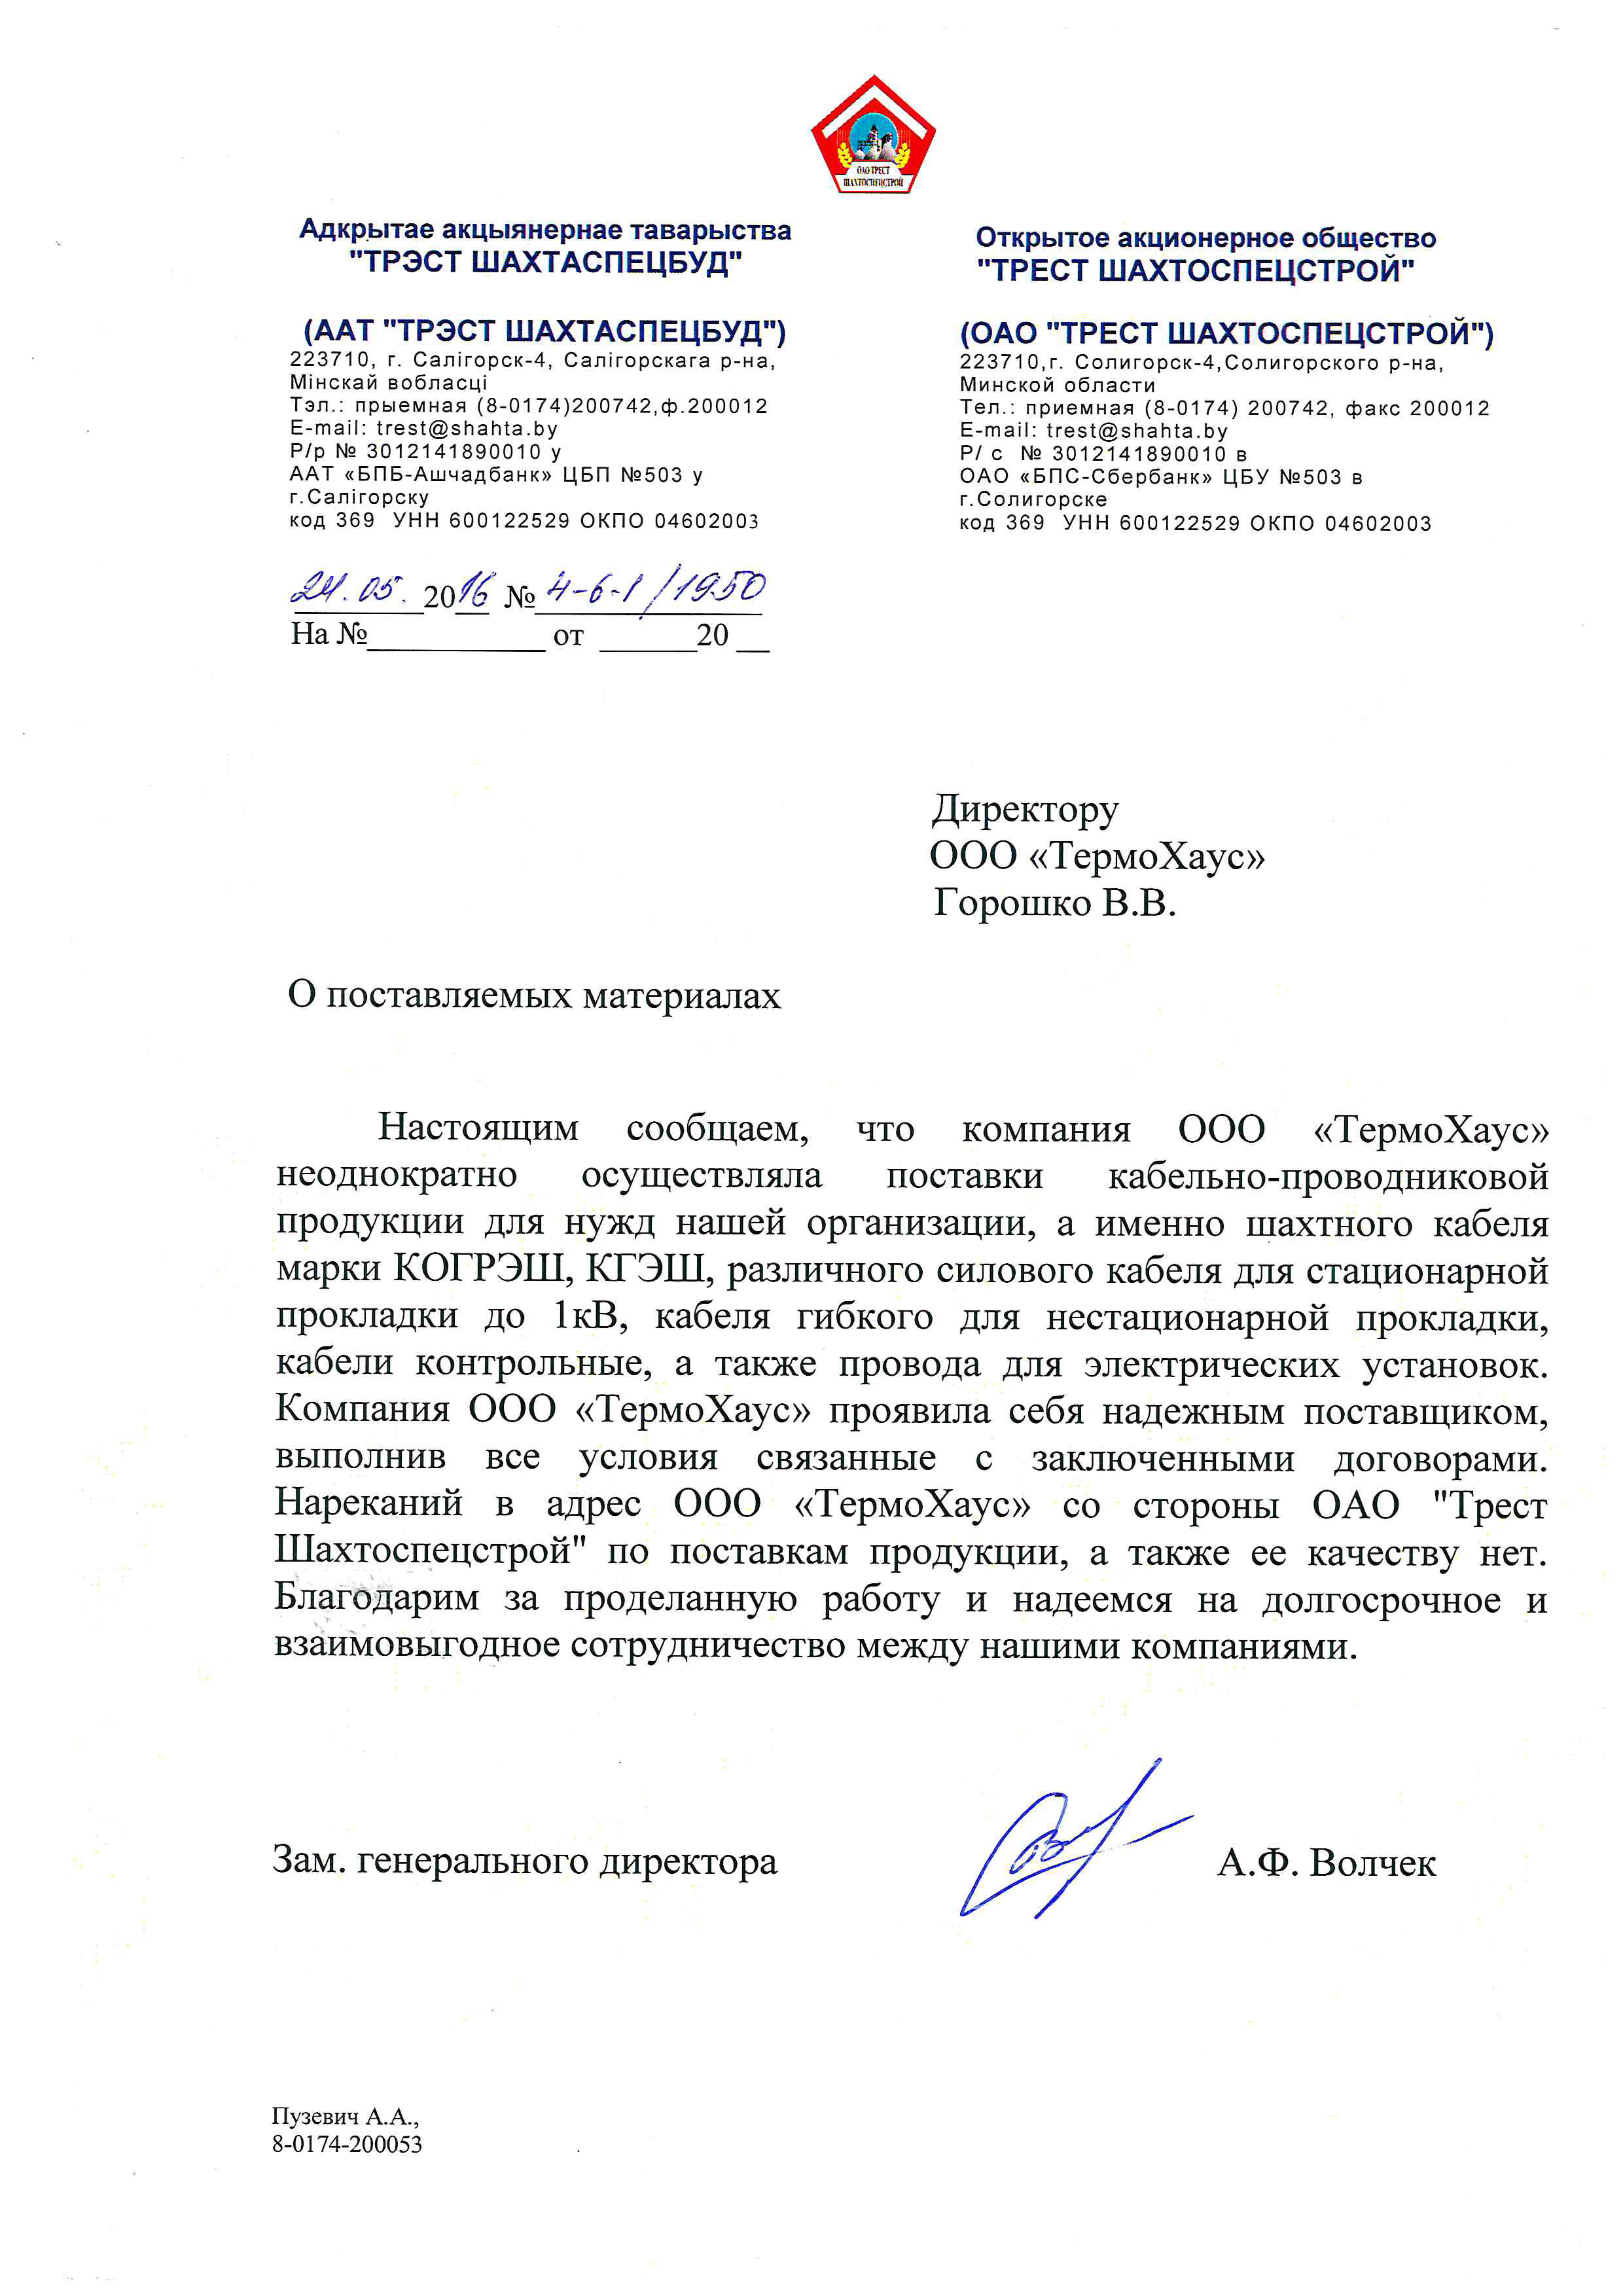 ОАО ТРЕСТ
ШАХТОСПЕЦСТРОЙ
Адкрытае акцыянернае таварыства
"ТРЭСТ ШАХТАСПЕЦБУД"
(ААТ "ТРЭСТ ШАХТАСПЕЦБУД")
223710, г. Салігорск-4, Салігорскага р-на,
Мінскай вобласці
Тэл.: прыемная (8-0174)200742,ф.200012
E-mail: trest@shahta.by
Р/р № 3012141890010 у
ААТ «БПБ-Ашчадбанк» ЦБП №503 у
г.Салігорску
код 369 УНН 600122529 ОКПО 04602003
Открытое акционерное общество
"ТРЕСТ ШАХТОСПЕЦСТРОЙ"
(ОАО "ТРЕСТ ШАХТОСПЕЦСТРОЙ")
223710,г. Солигорск-4,Солигорского р-на,
Минской области
Тел.: приемная (8-0174) 200742, факс 200012
E-mail: trest@shahta.by
Р/ с № 3012141890010 в
ОАО «БПС-Сбербанк» ЦБУ №503 в
г.Солигорске
код 369 УНН 600122529 ОКПО 04602003
24.05. 2016 № 4-6-1/1950
На №___________ от ______20 __
Директору
ООО «ТермоХаус»
Горошко В.В.
О поставляемых материалах
Настоящим сообщаем, что компания ООО «ТермоХаус»
неоднократно осуществляла поставки кабельно-проводниковой
продукции для нужд нашей организации, а именно шахтного кабеля
марки КОГРЭШ, КГЭШ, различного силового кабеля для стационарной
прокладки до 1кВ, кабеля гибкого для нестационарной прокладки,
кабели контрольные, а также провода для электрических установок.
Компания ООО «ТермоХаус» проявила себя надежным поставщиком,
выполнив все условия связанные с заключенными договорами.
Нареканий в адрес ООО «ТермоХаус» со стороны ОАО "Трест
Шахтоспецстрой" по поставкам продукции, а также ее качеству нет.
Благодарим за проделанную работу и надеемся на долгосрочное и
взаимовыгодное сотрудничество между нашими компаниями.
Зам. генерального директора А.Ф. Волчек
Пузевич А.А.,
8-0174-200053